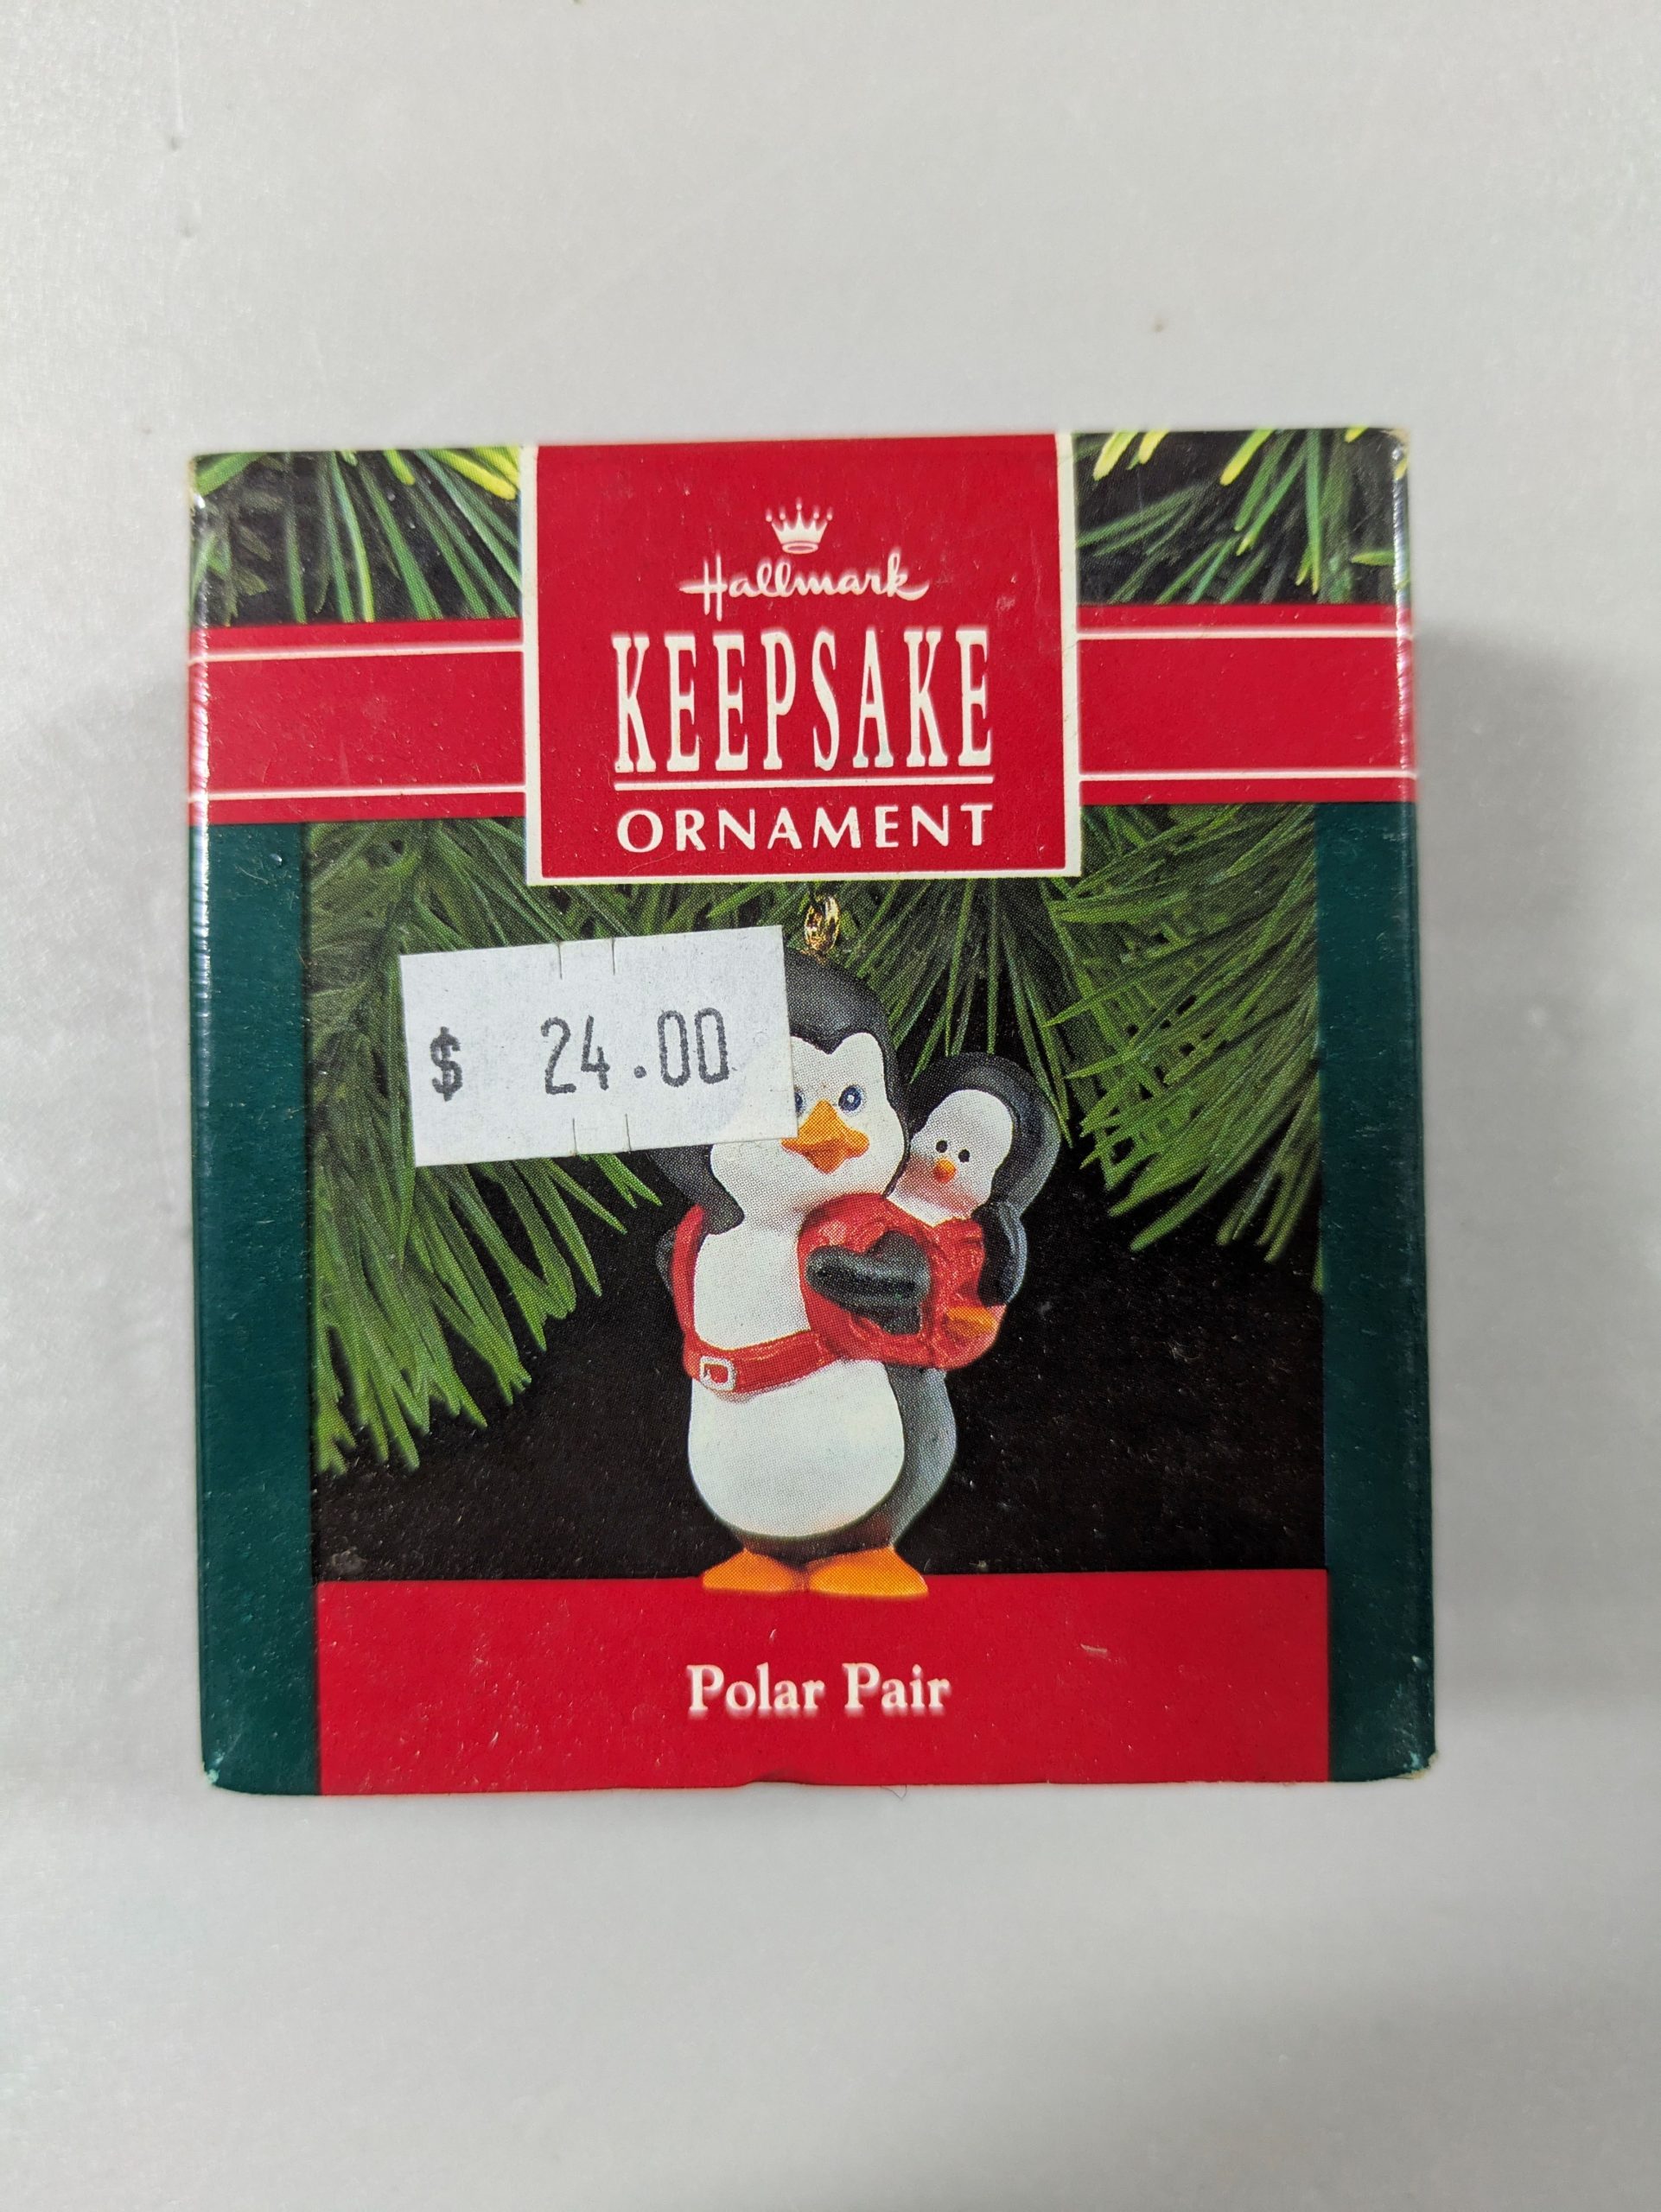 Hallmark
KEEPSAKE
ORNAMENT
$ 24.00
Polar Pair